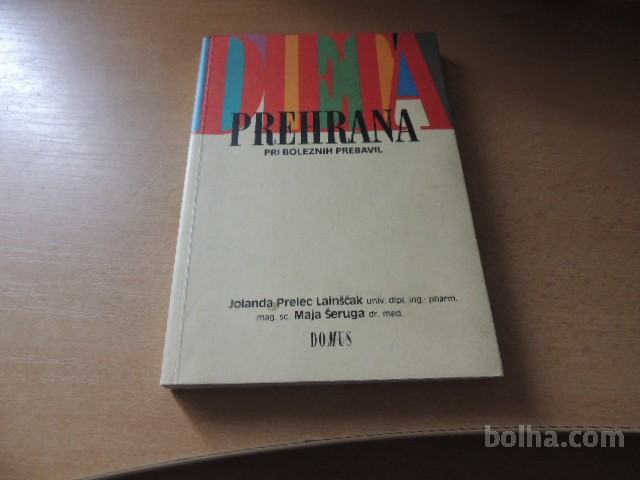 DIETA
PREHRANA
PRI BOLEZNIH PREBAVIL
Jolanda Prelec Lainščak univ. dipl. ing. pharm.
mag. sc. Maja Šeruga dr. med.
DOMUS
bolha.com